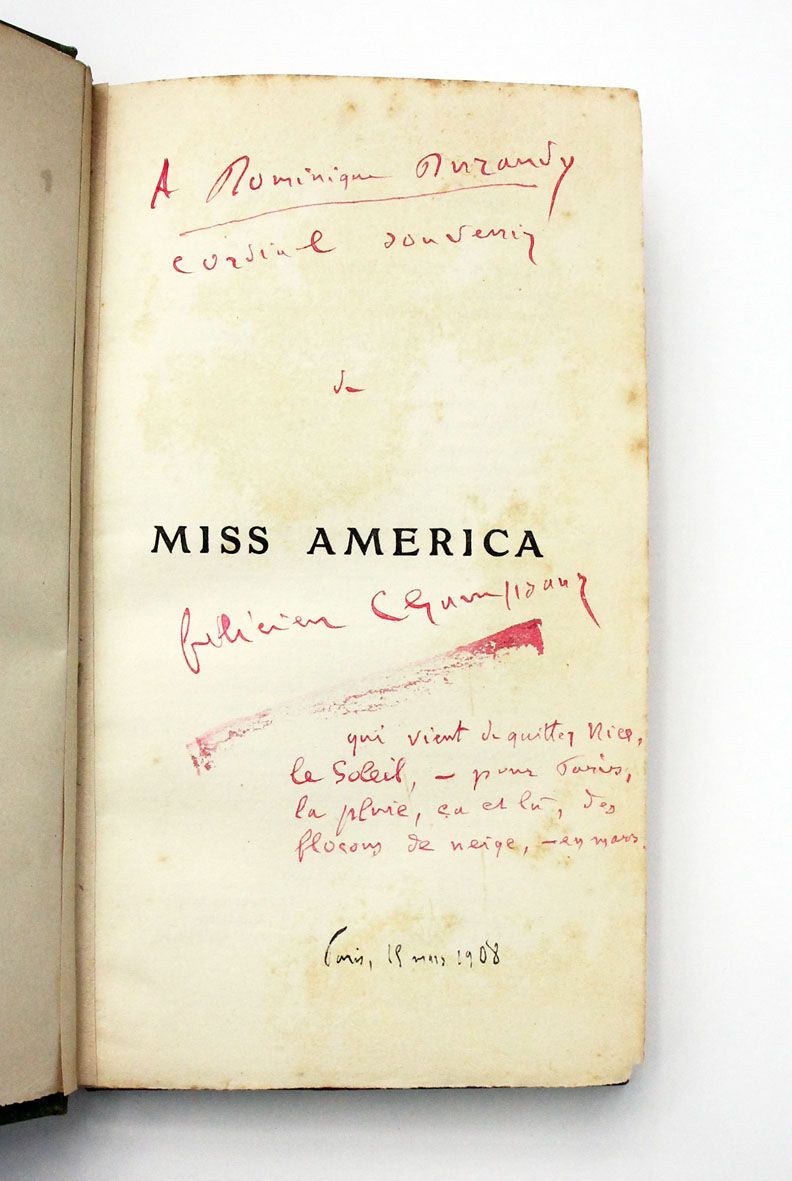 A Dominique Durandy
cordial souvenir
de
MISS AMERICA
Félicien Champsaur
qui vient de quitter Nice,
le Soleil, – pour Paris,
la pluie, ça et là, des
flocons de neige, – en mars.
Paris, 15 mars 1908